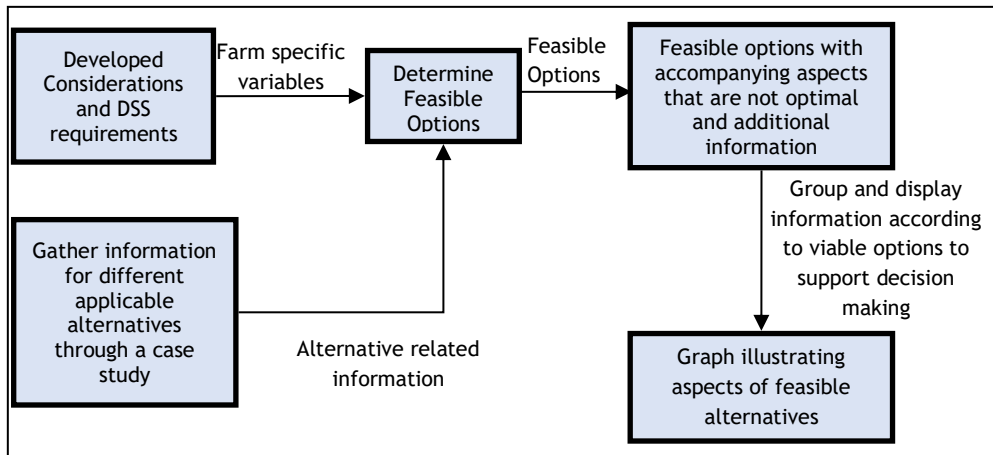 Developed
Considerations
and DSS
requirements
Farm specific
variables
Determine
Feasible
Options
Feasible
Options
Feasible options with
accompanying aspects
that are not optimal
and additional
information
Gather information
for different
applicable
alternatives
through a case
study
Alternative related
information
Group and display
information according
to viable options to
support decision
making
Graph illustrating
aspects of feasible
alternatives